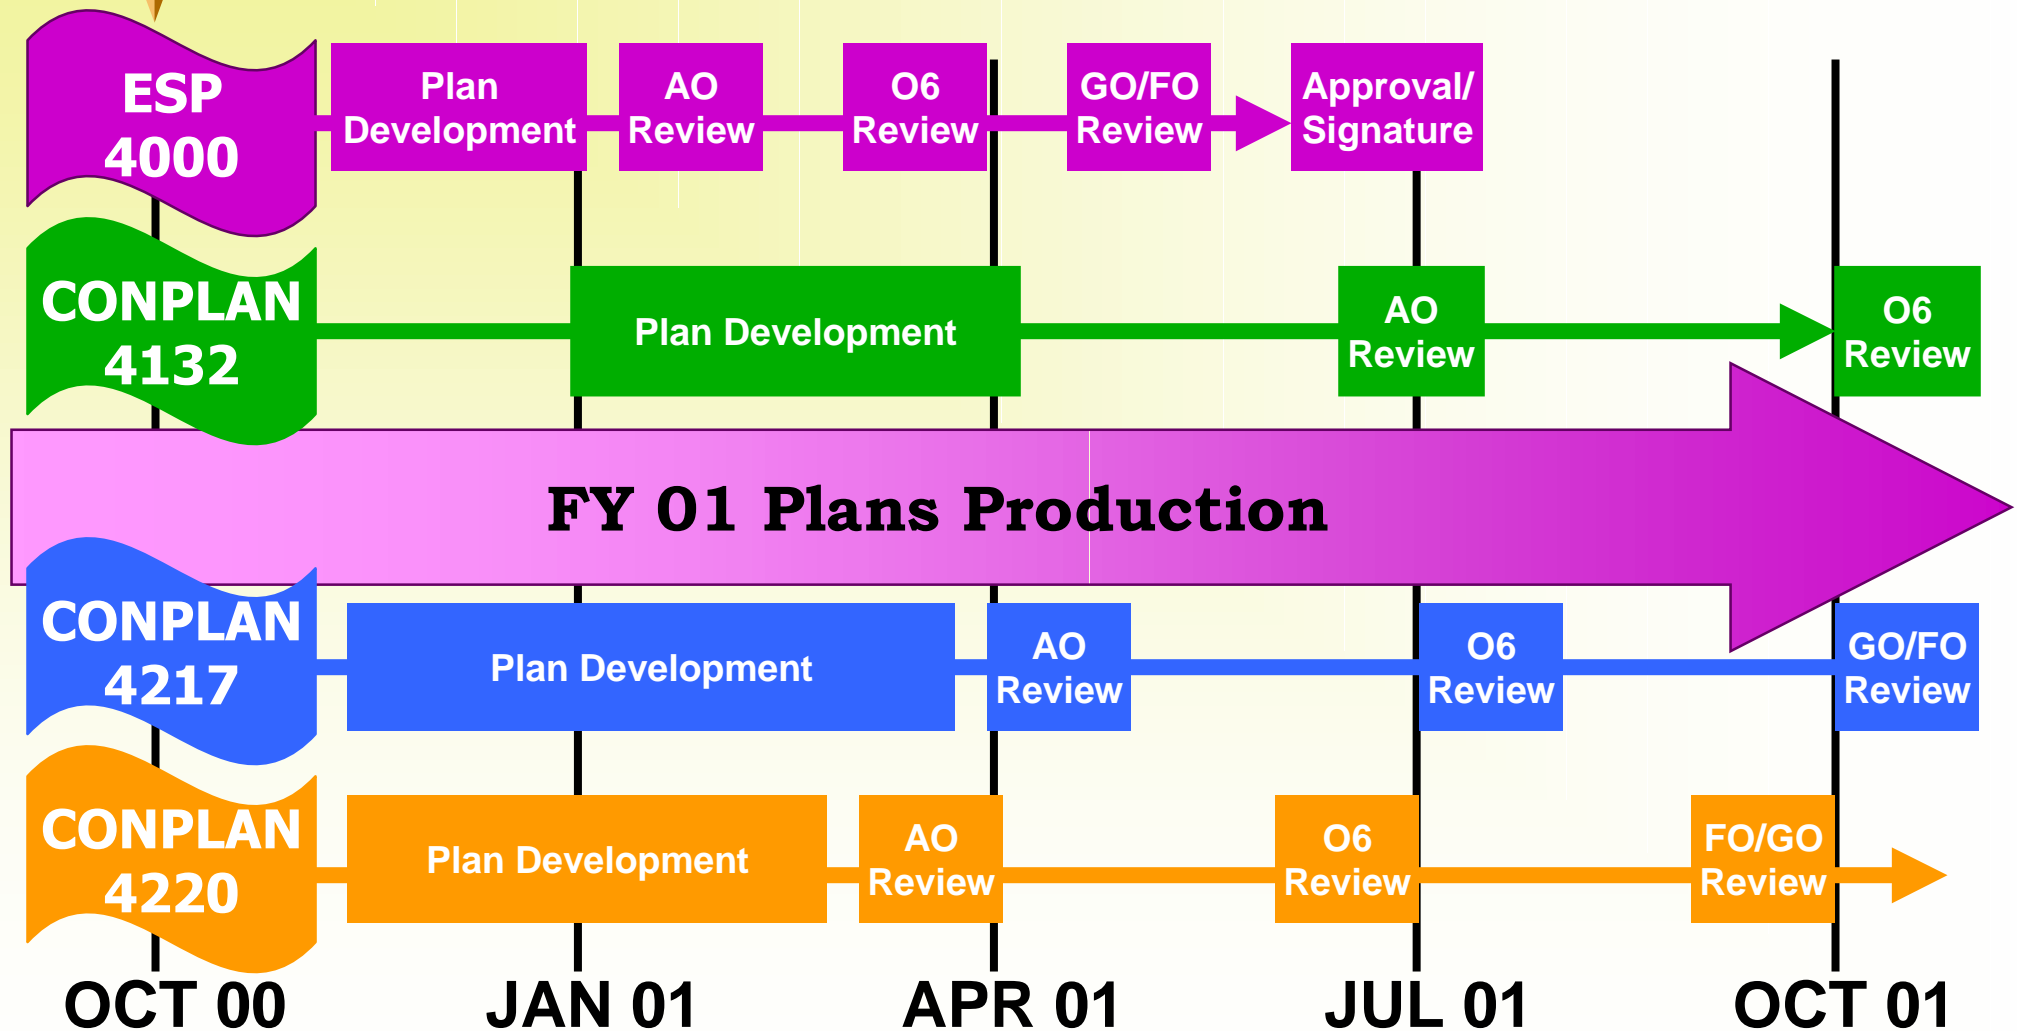 ESP
4000
Plan
Development
AO
Review
O6
Review
GO/FO
Review
Approval/
Signature
CONPLAN
4132
Plan Development
AO
Review
O6
Review
FY 01 Plans Production
CONPLAN
4217
Plan Development
AO
Review
O6
Review
GO/FO
Review
CONPLAN
4220
Plan Development
AO
Review
O6
Review
FO/GO
Review
OCT 00
JAN 01
APR 01
JUL 01
OCT 01